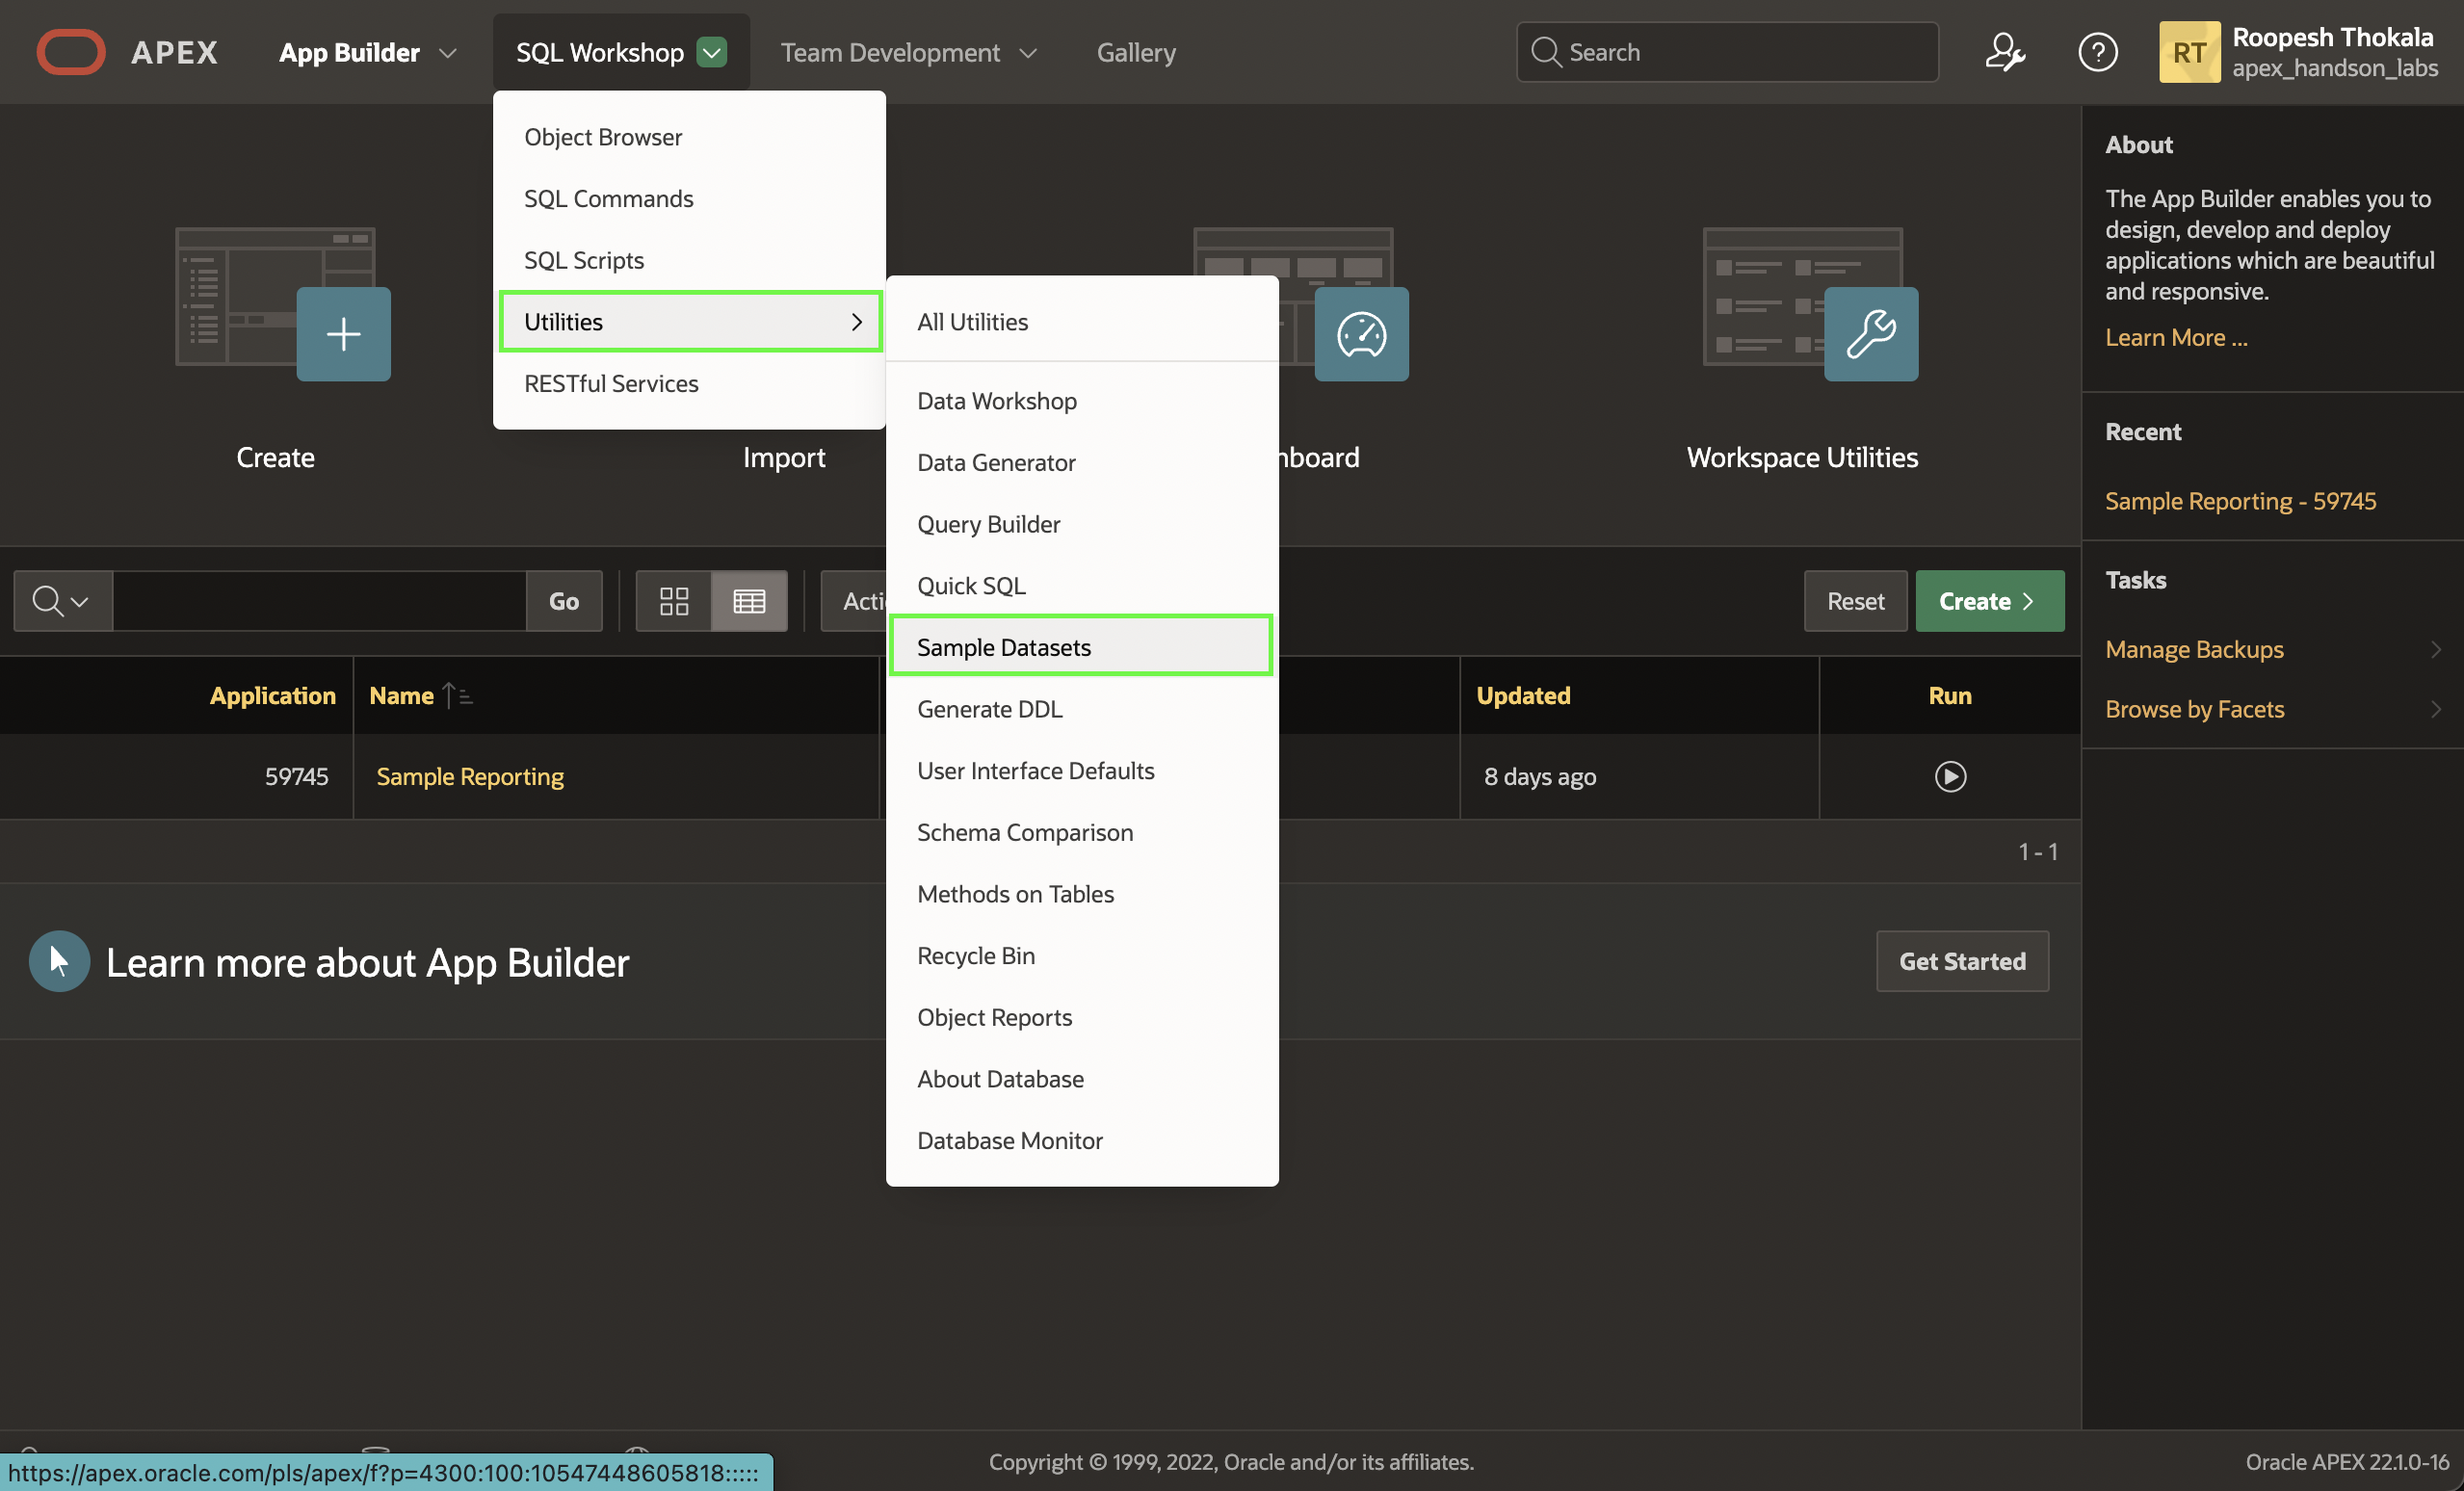 APEX
App Builder
SQL Workshop
Team Development
Gallery
Search
RT
Roopesh Thokala
apex_handson_labs
Object Browser
SQL Commands
SQL Scripts
Utilities
RESTful Services
All Utilities
Data Workshop
Data Generator
Query Builder
Quick SQL
Sample Datasets
Generate DDL
User Interface Defaults
Schema Comparison
Methods on Tables
Recycle Bin
Object Reports
About Database
Database Monitor
Create
Import
Workspace Utilities
About
The App Builder enables you to
design, develop and deploy
applications which are beautiful
and responsive.
Learn More ...
Recent
Sample Reporting - 59745
Tasks
Manage Backups
Browse by Facets
Go
Reset
Create
Application
Name
Updated
Run
59745
Sample Reporting
8 days ago
1 - 1
Learn more about App Builder
Get Started
https://apex.oracle.com/pls/apex/f?p=4300:100:10547448605818:::::
Copyright © 1999, 2022, Oracle and/or its affiliates.
Oracle APEX 22.1.0-16